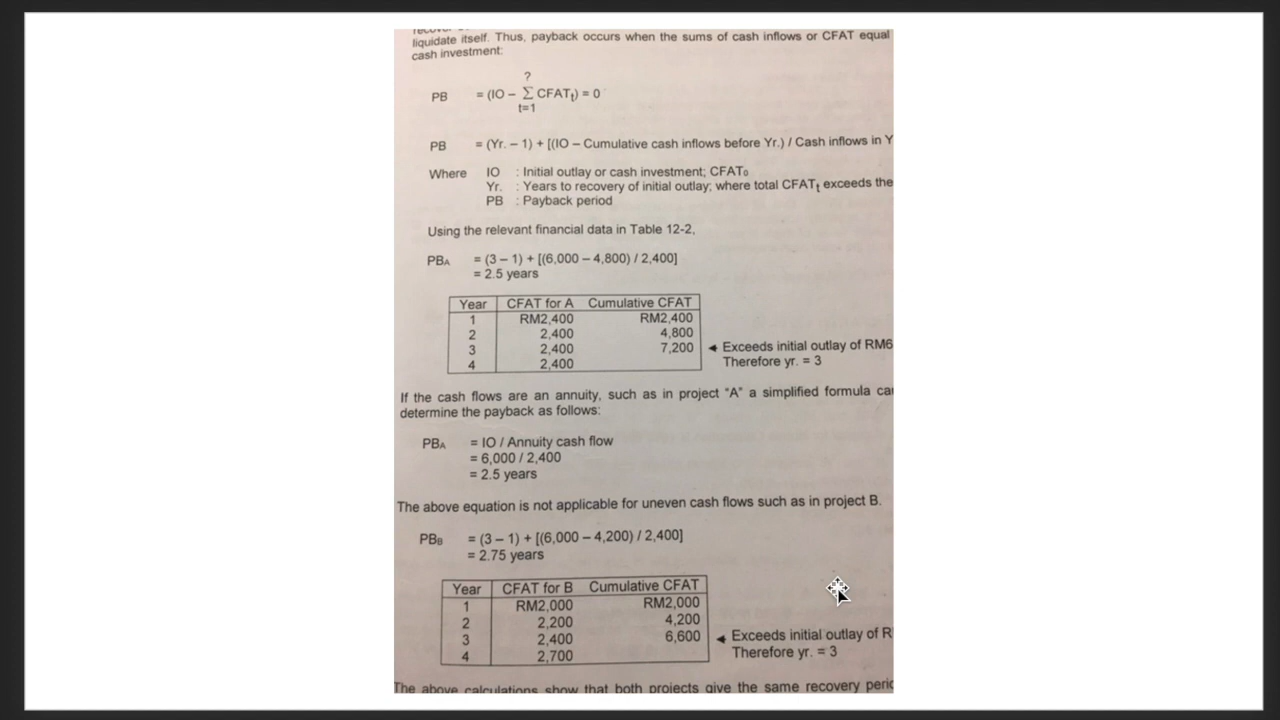 liquidate itself. Thus, payback occurs when the sums of cash inflows or CFAT equal
cash investment:
?
PB = (IO – Σ CFATt) = 0
t=1
PB = (Yr. – 1) + [(IO – Cumulative cash inflows before Yr.) / Cash inflows in Y
Where IO : Initial outlay or cash investment; CFAT₀
Yr. : Years to recovery of initial outlay; where total CFATt exceeds the
PB : Payback period
Using the relevant financial data in Table 12-2,
PBA = (3 – 1) + [(6,000 – 4,800) / 2,400]
= 2.5 years
Year CFAT for A Cumulative CFAT
1 RM2,400 RM2,400
2 2,400 4,800
3 2,400 7,200 ◄ Exceeds initial outlay of RM6
4 2,400 Therefore yr. = 3
If the cash flows are an annuity, such as in project "A" a simplified formula ca
determine the payback as follows:
PBA = IO / Annuity cash flow
= 6,000 / 2,400
= 2.5 years
The above equation is not applicable for uneven cash flows such as in project B.
PBB = (3 – 1) + [(6,000 – 4,200) / 2,400]
= 2.75 years
Year CFAT for B Cumulative CFAT
1 RM2,000 RM2,000
2 2,200 4,200
3 2,400 6,600 ◄ Exceeds initial outlay of R
4 2,700 Therefore yr. = 3
The above calculations show that both projects give the same recovery peri